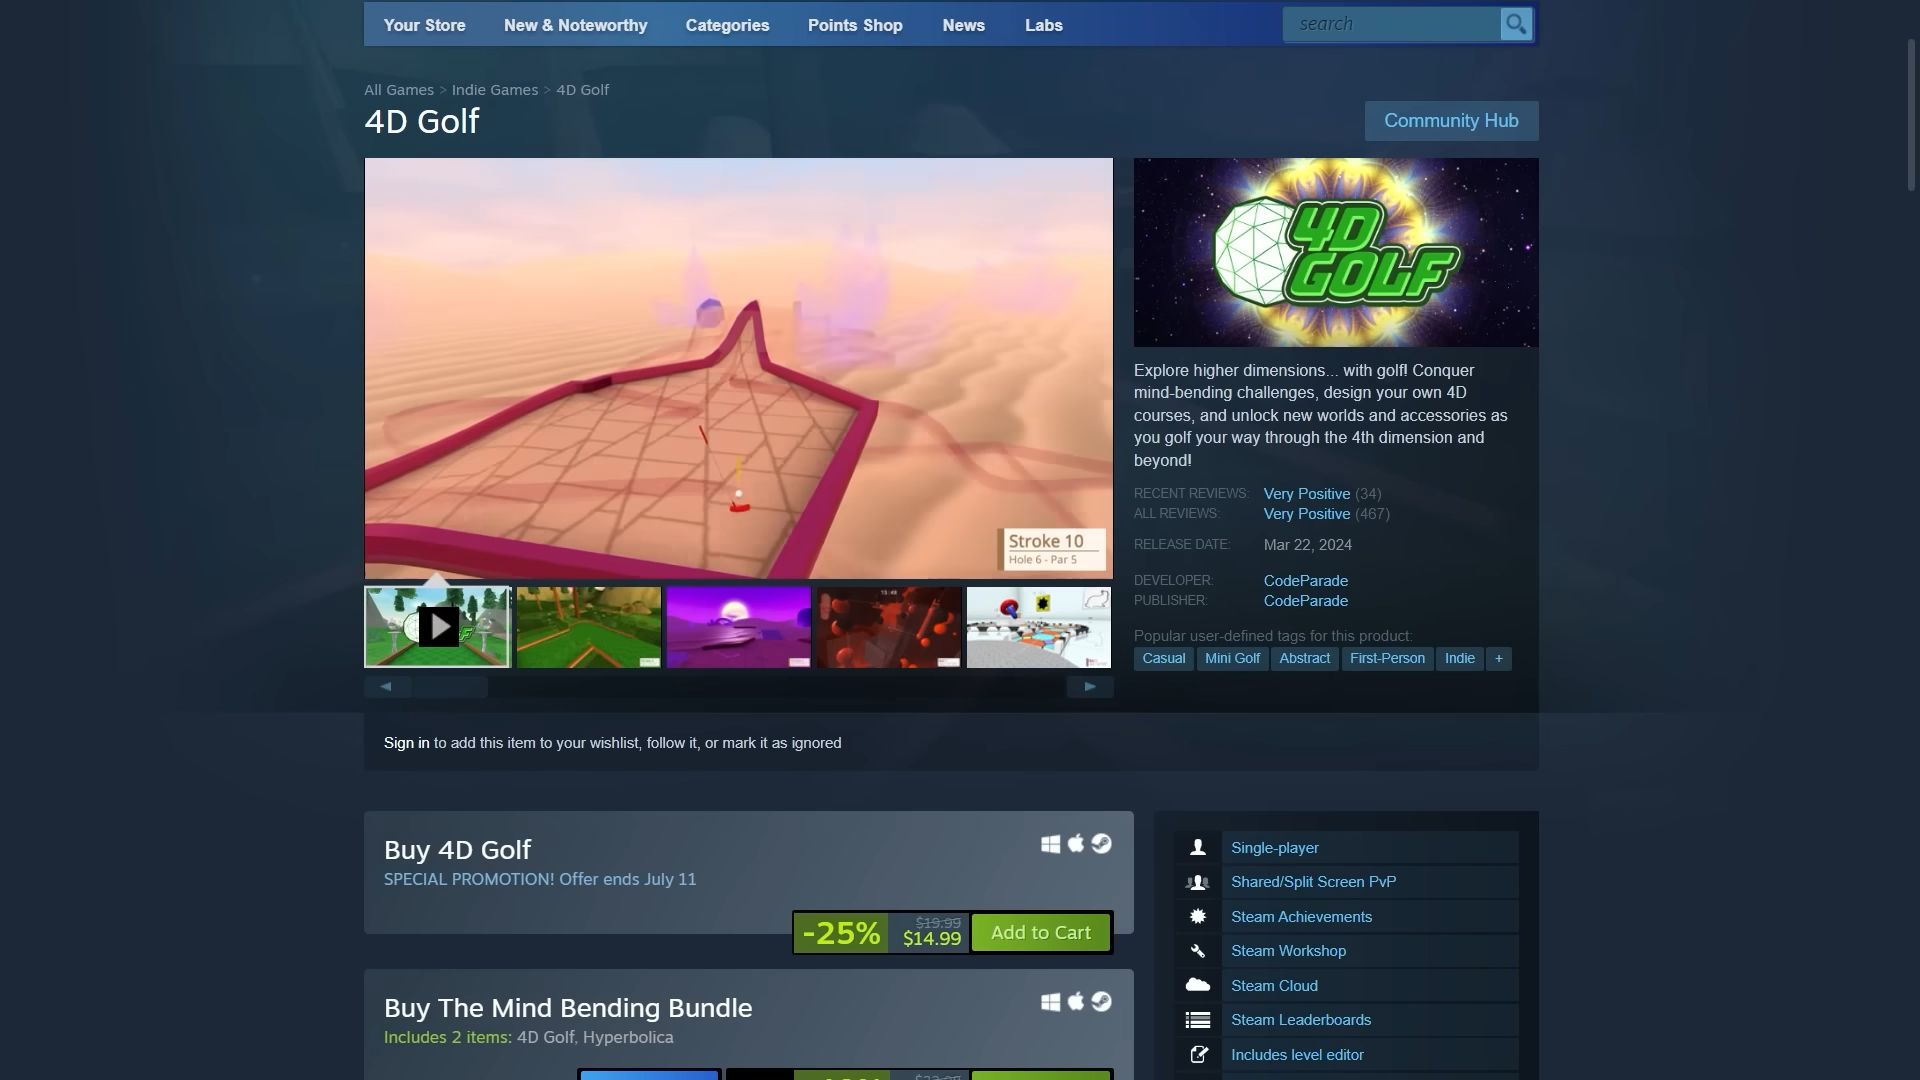 Your Store
New & Noteworthy
Categories
Points Shop
News
Labs
search
All Games > Indie Games > 4D Golf
4D Golf
Community Hub
Stroke 10
Hole 6 - Par 5
4D
GOLF
Explore higher dimensions... with golf! Conquer
mind-bending challenges, design your own 4D
courses, and unlock new worlds and accessories as
you golf your way through the 4th dimension and
beyond!
RECENT REVIEWS: Very Positive (34)
ALL REVIEWS: Very Positive (467)
RELEASE DATE: Mar 22, 2024
DEVELOPER: CodeParade
PUBLISHER: CodeParade
Popular user-defined tags for this product:
Casual
Mini Golf
Abstract
First-Person
Indie
+
Sign in to add this item to your wishlist, follow it, or mark it as ignored
Buy 4D Golf
SPECIAL PROMOTION! Offer ends July 11
-25%
$19.99
$14.99
Add to Cart
Buy The Mind Bending Bundle
Includes 2 items: 4D Golf, Hyperbolica
Single-player
Shared/Split Screen PvP
Steam Achievements
Steam Workshop
Steam Cloud
Steam Leaderboards
Includes level editor